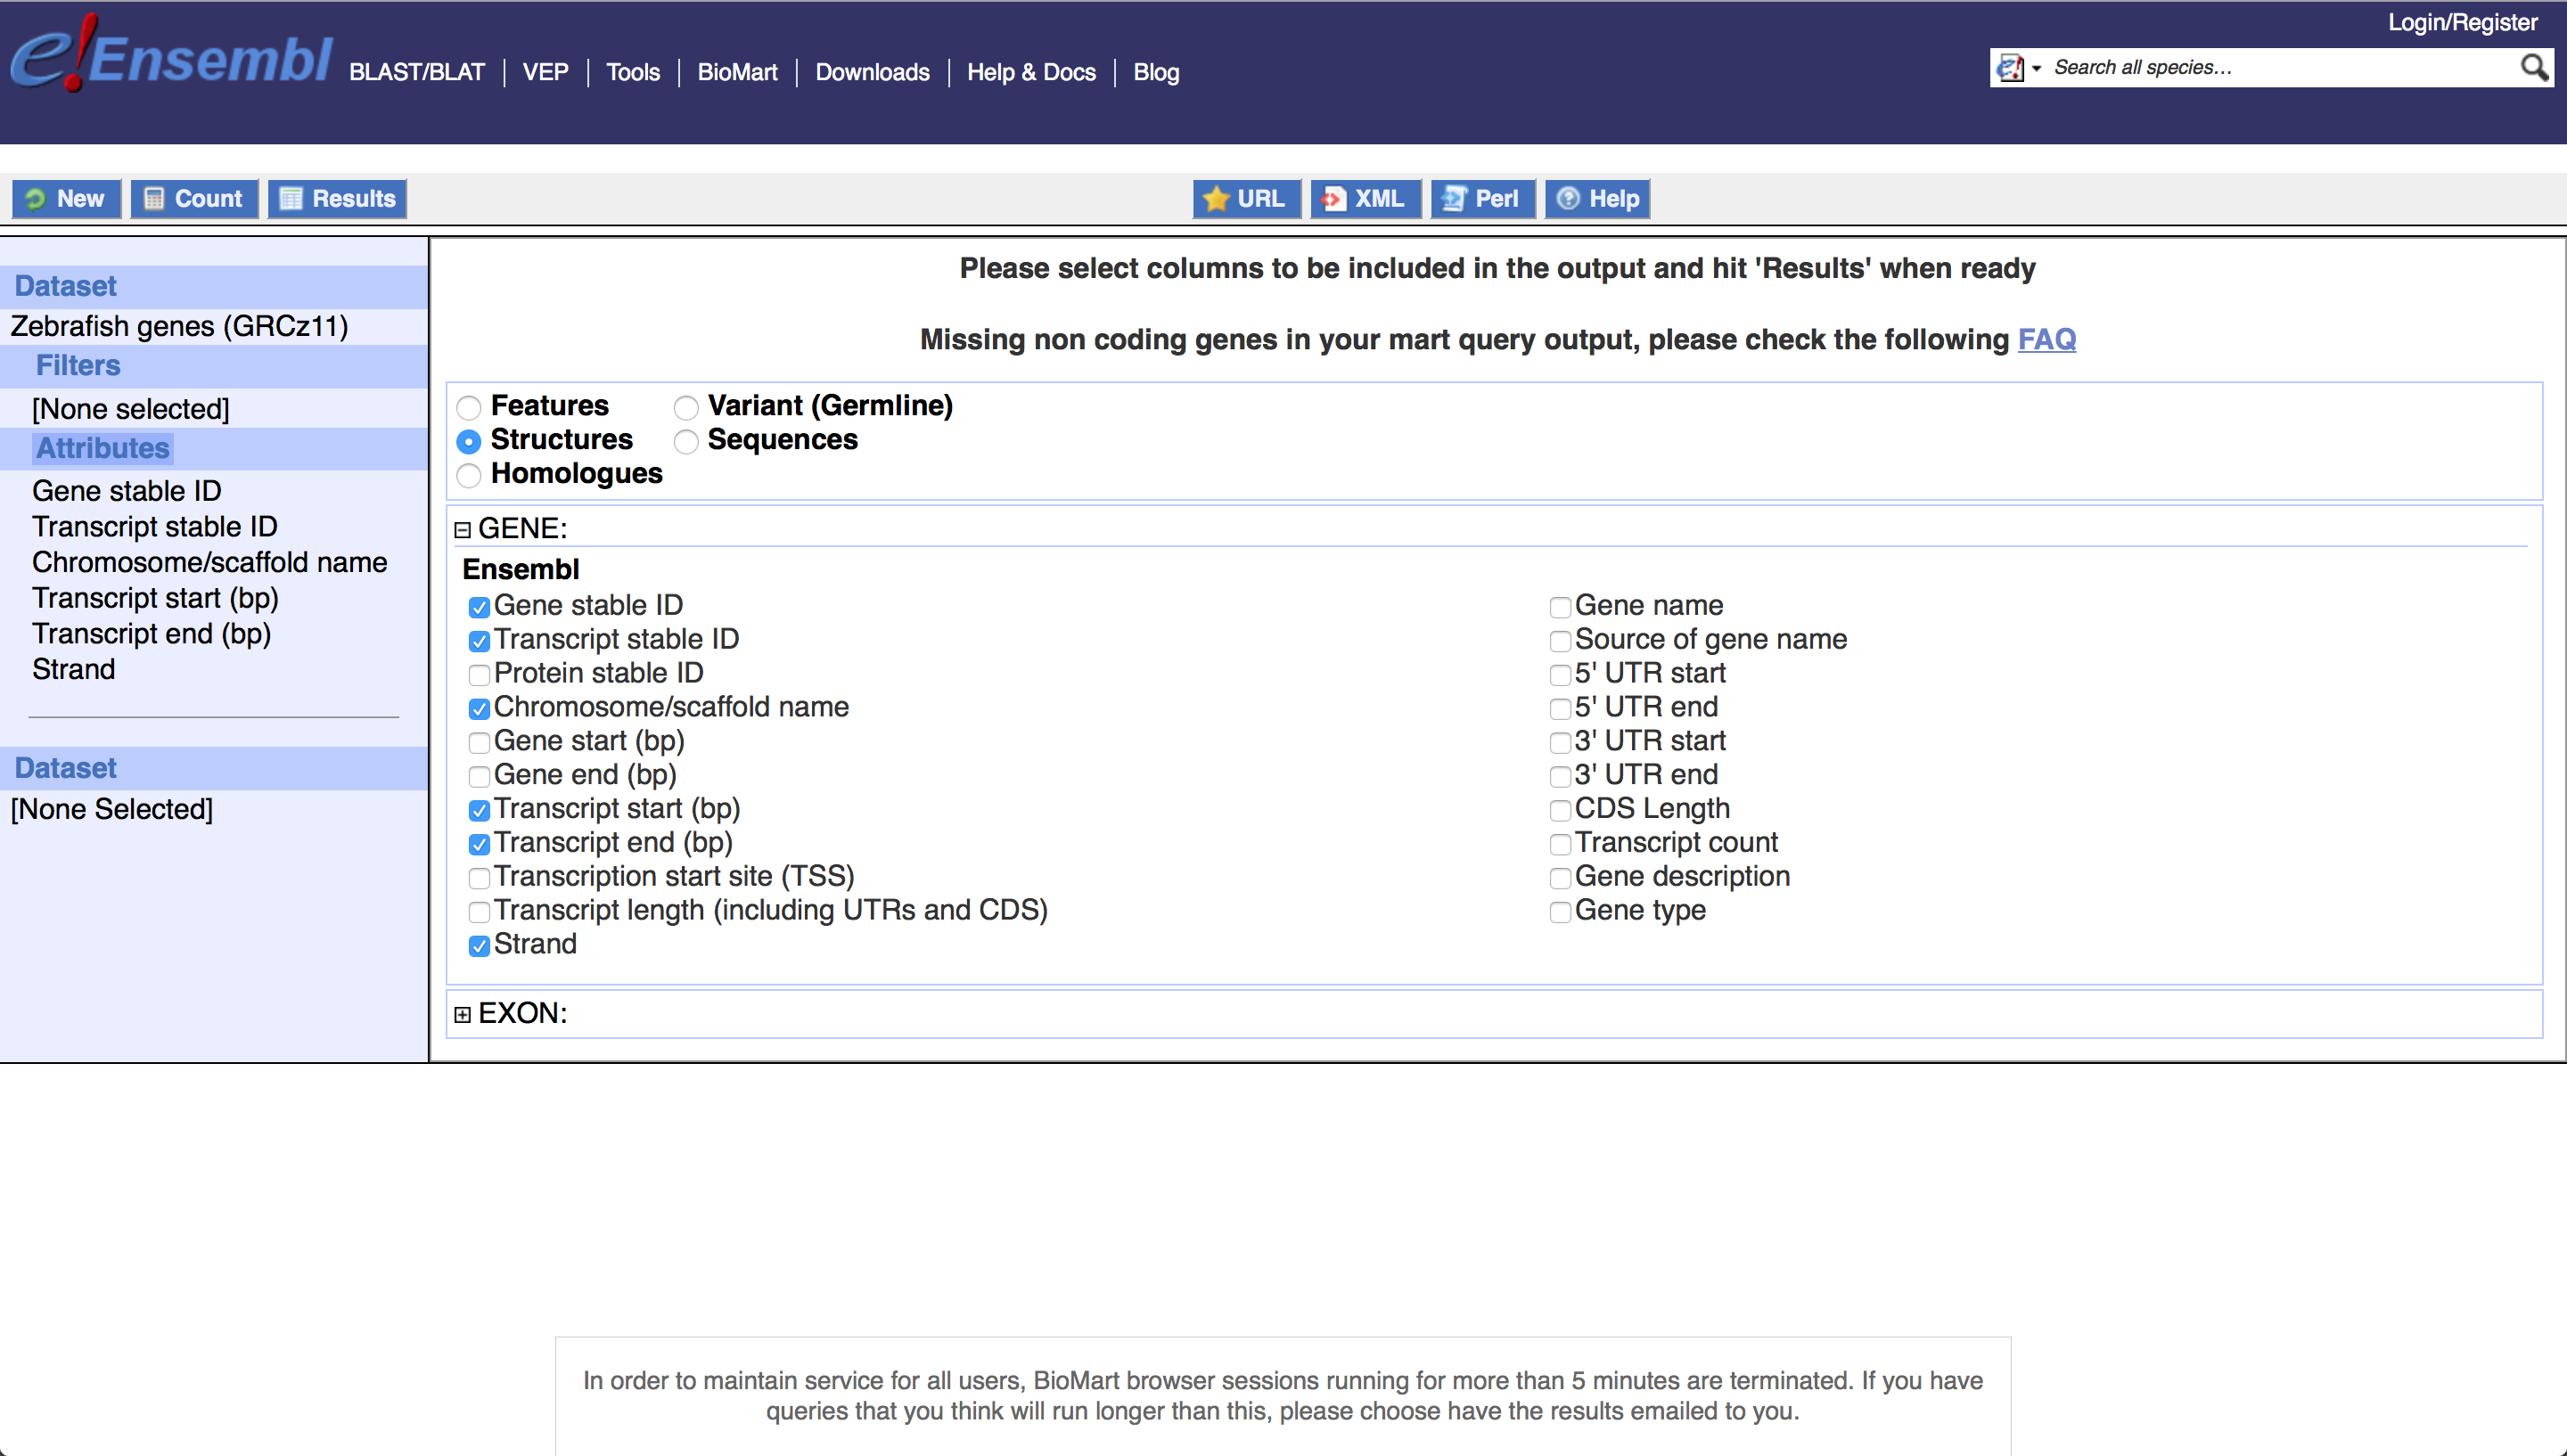 Login/Register
e!Ensembl
BLAST/BLAT VEP Tools BioMart Downloads Help & Docs Blog
Search all species...
New Count Results
URL XML Perl Help
Dataset
Zebrafish genes (GRCz11)
Filters
[None selected]
Attributes
Gene stable ID
Transcript stable ID
Chromosome/scaffold name
Transcript start (bp)
Transcript end (bp)
Strand
Dataset
[None Selected]
Please select columns to be included in the output and hit 'Results' when ready
Missing non coding genes in your mart query output, please check the following FAQ
Features Variant (Germline)
Structures Sequences
Homologues
GENE:
Ensembl
Gene stable ID
Transcript stable ID
Protein stable ID
Chromosome/scaffold name
Gene start (bp)
Gene end (bp)
Transcript start (bp)
Transcript end (bp)
Transcription start site (TSS)
Transcript length (including UTRs and CDS)
Strand
Gene name
Source of gene name
5' UTR start
5' UTR end
3' UTR start
3' UTR end
CDS Length
Transcript count
Gene description
Gene type
EXON:
In order to maintain service for all users, BioMart browser sessions running for more than 5 minutes are terminated. If you have
queries that you think will run longer than this, please choose have the results emailed to you.